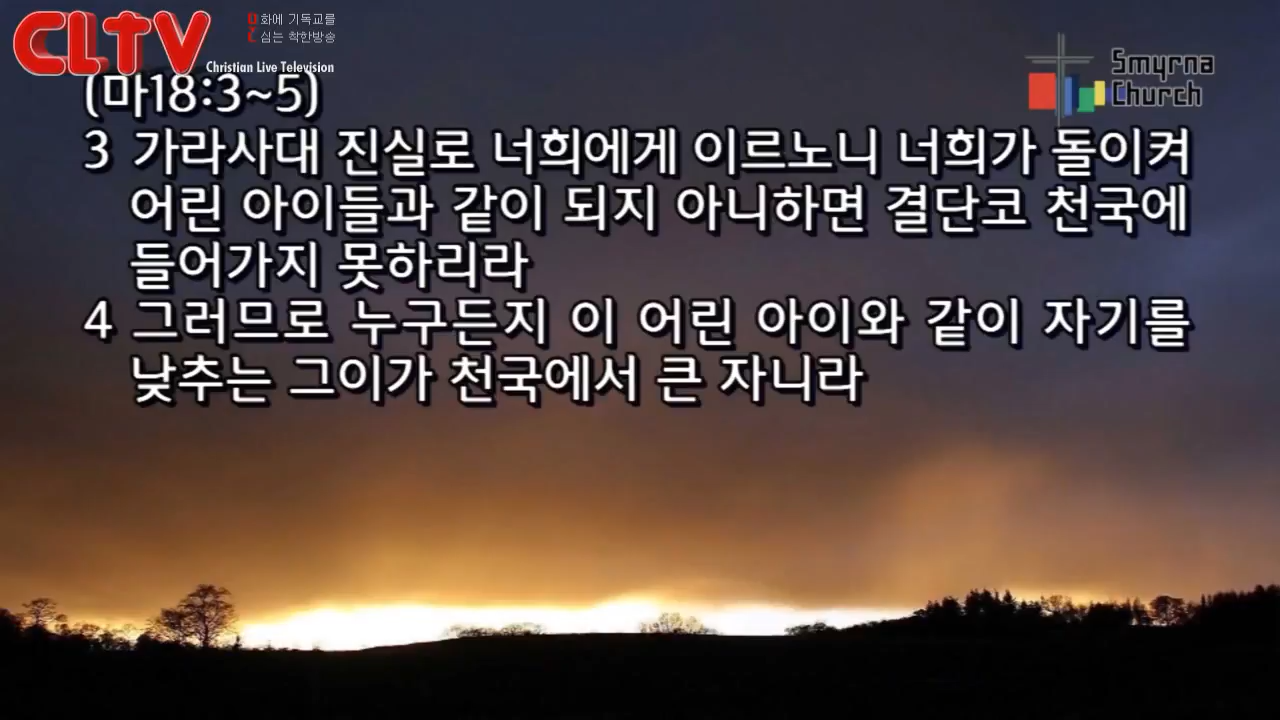 CLTV
화에 기독교를
심는 착한방송
Christian Live Television
Smyrna
Church
(마18:3~5)
3 가라사대 진실로 너희에게 이르노니 너희가 돌이켜
어린 아이들과 같이 되지 아니하면 결단코 천국에
들어가지 못하리라
4 그러므로 누구든지 이 어린 아이와 같이 자기를
낮추는 그이가 천국에서 큰 자니라